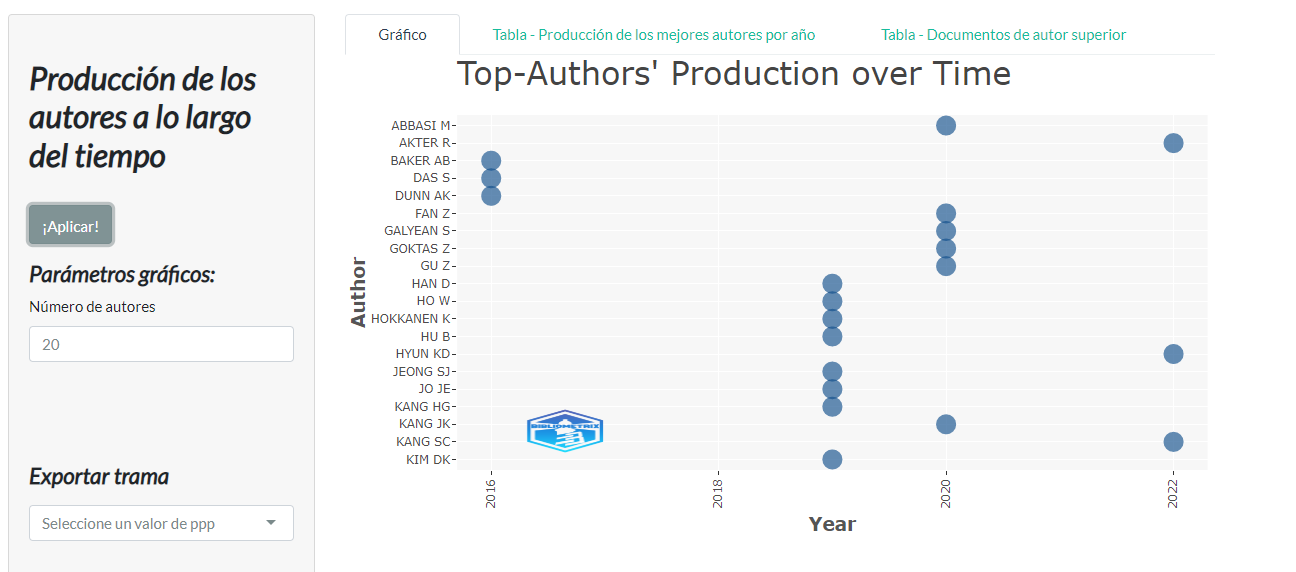 Producción de los
autores a lo largo
del tiempo
¡Aplicar!
Parámetros gráficos:
Número de autores
20
Exportar trama
Seleccione un valor de ppp
Gráfico
Tabla - Producción de los mejores autores por año
Tabla - Documentos de autor superior
Top-Authors' Production over Time
Author
ABBASI M
AKTER R
BAKER AB
DAS S
DUNN AK
FAN Z
GALYEAN S
GOKTAS Z
GU Z
HAN D
HO W
HOKKANEN K
HU B
HYUN KD
JEONG SJ
JO JE
KANG HG
KANG JK
KANG SC
KIM DK
BIBLIOMETRIX
2016
2018
2020
2022
Year